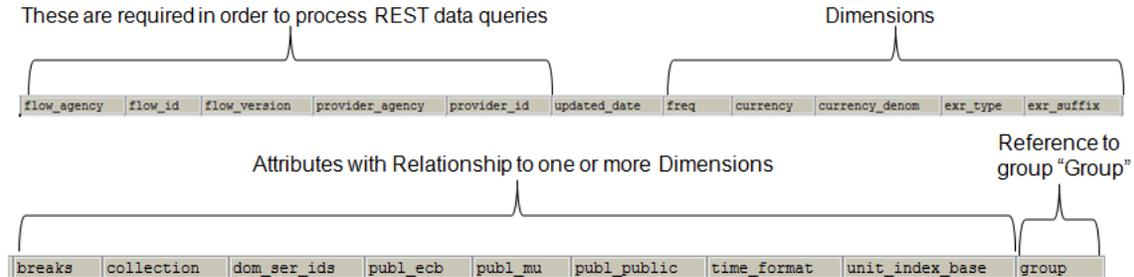 These are required in order to process REST data queries
Dimensions
flow_agency flow_id flow_version provider_agency provider_id updated_date freq currency currency_denom exr_type exr_suffix
Attributes with Relationship to one or more Dimensions
Reference to
group “Group”
breaks collection dom_ser_ids publ_ecb publ_mu publ_public time_format unit_index_base group